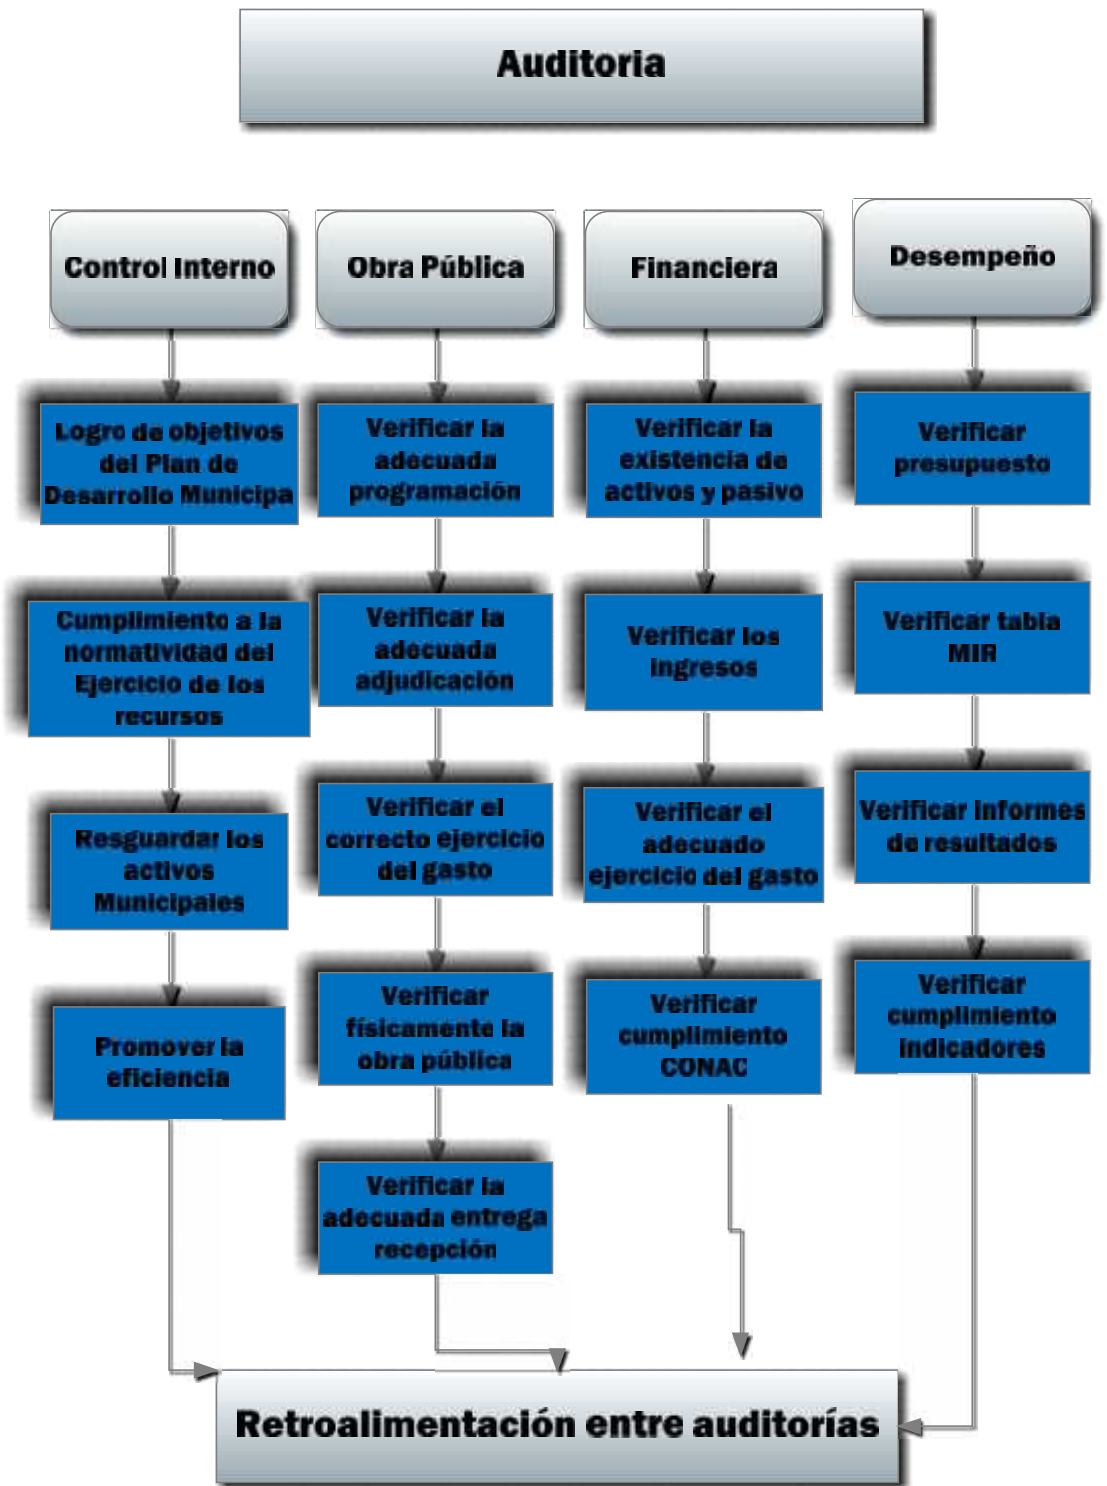 Auditoria
Control Interno
Logro de objetivos
del Plan de
Desarrollo Municipa
Cumplimiento a la
normatividad del
Ejercicio de los
recursos
Resguardar los
activos
Municipales
Promover la
eficiencia
Obra Pública
Verificar la
adecuada
programación
Verificar la
adecuada
adjudicación
Verificar el
correcto ejercicio
del gasto
Verificar
físicamente la
obra pública
Verificar la
adecuada entrega
recepción
Financiera
Verificar la
existencia de
activos y pasivo
Verificar los
ingresos
Verificar el
adecuado
ejercicio del gasto
Verificar
cumplimiento
CONAC
Desempeño
Verificar
presupuesto
Verificar tabla
MIR
Verificar informes
de resultados
Verificar
cumplimiento
indicadores
Retroalimentación entre auditorías